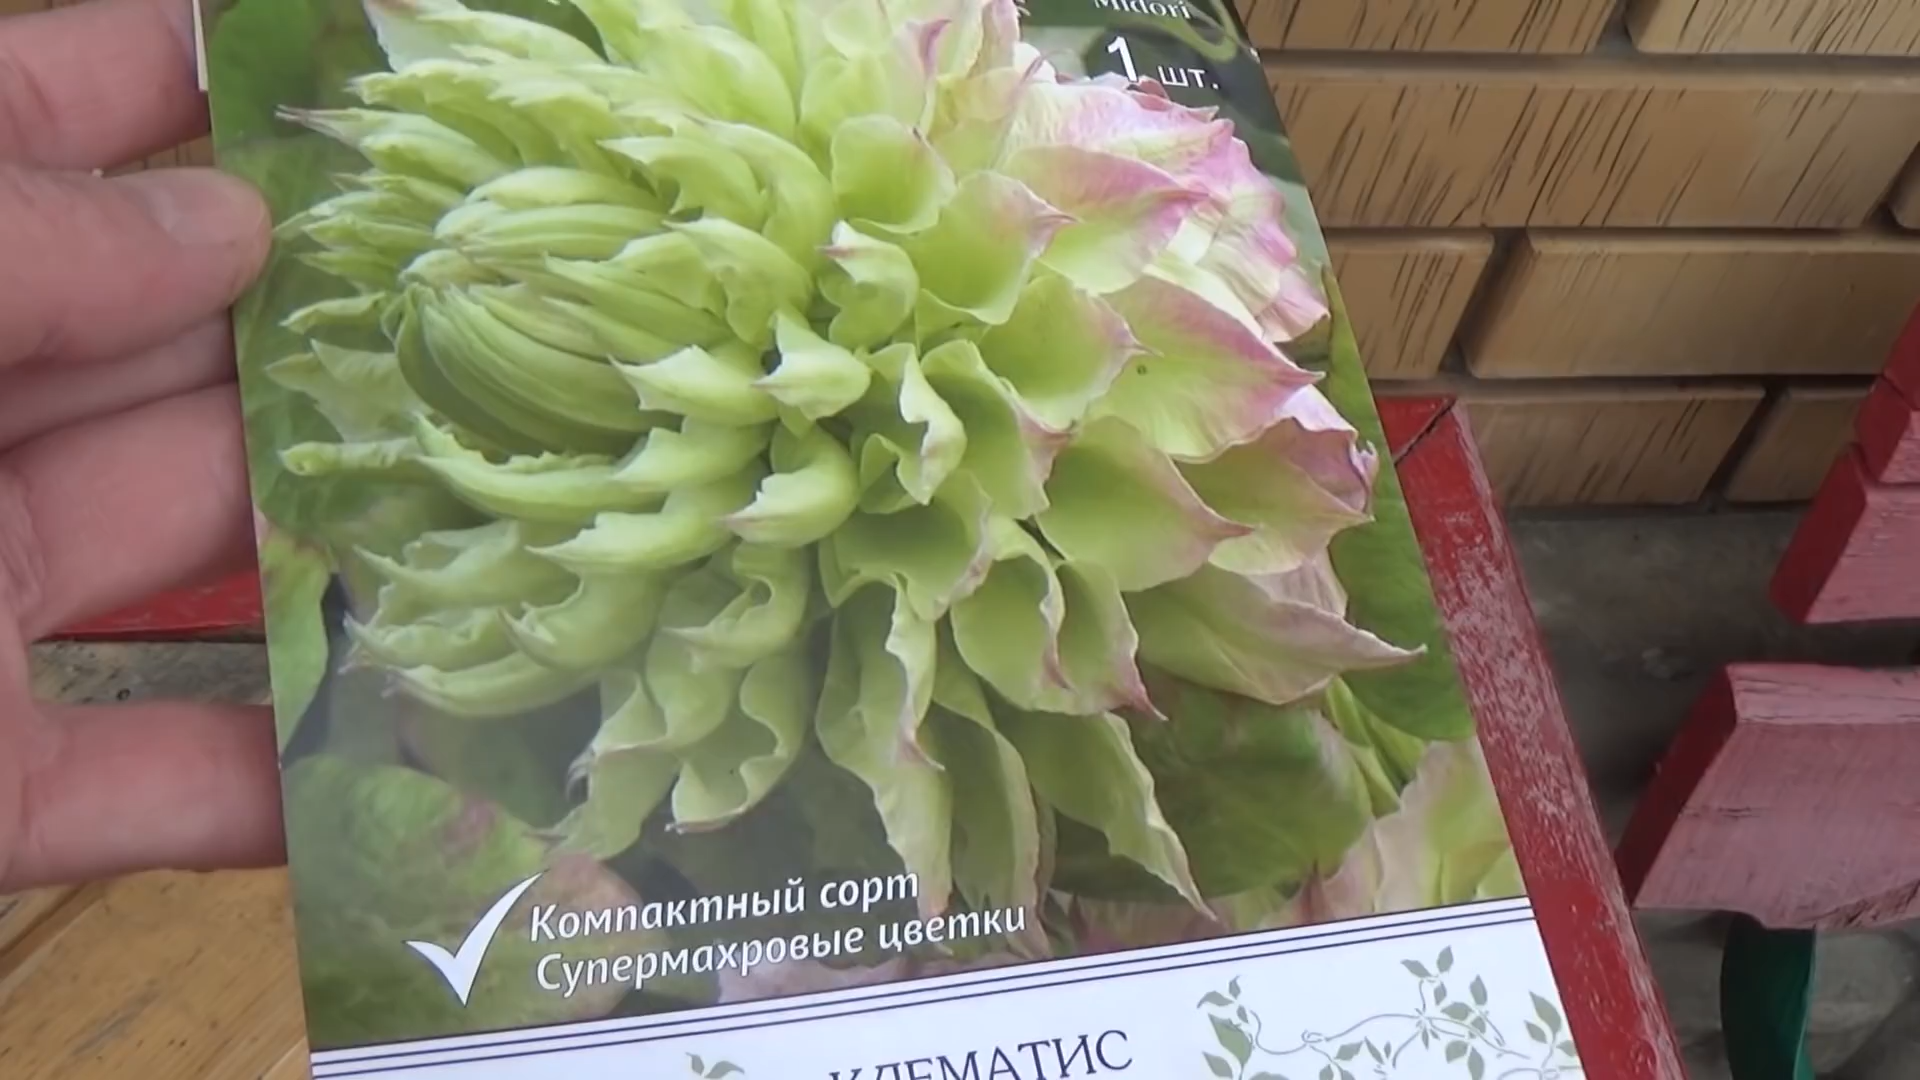 Midori
1 шт.
Компактный сорт
Супермахровые цветки
КЛЕМАТИС